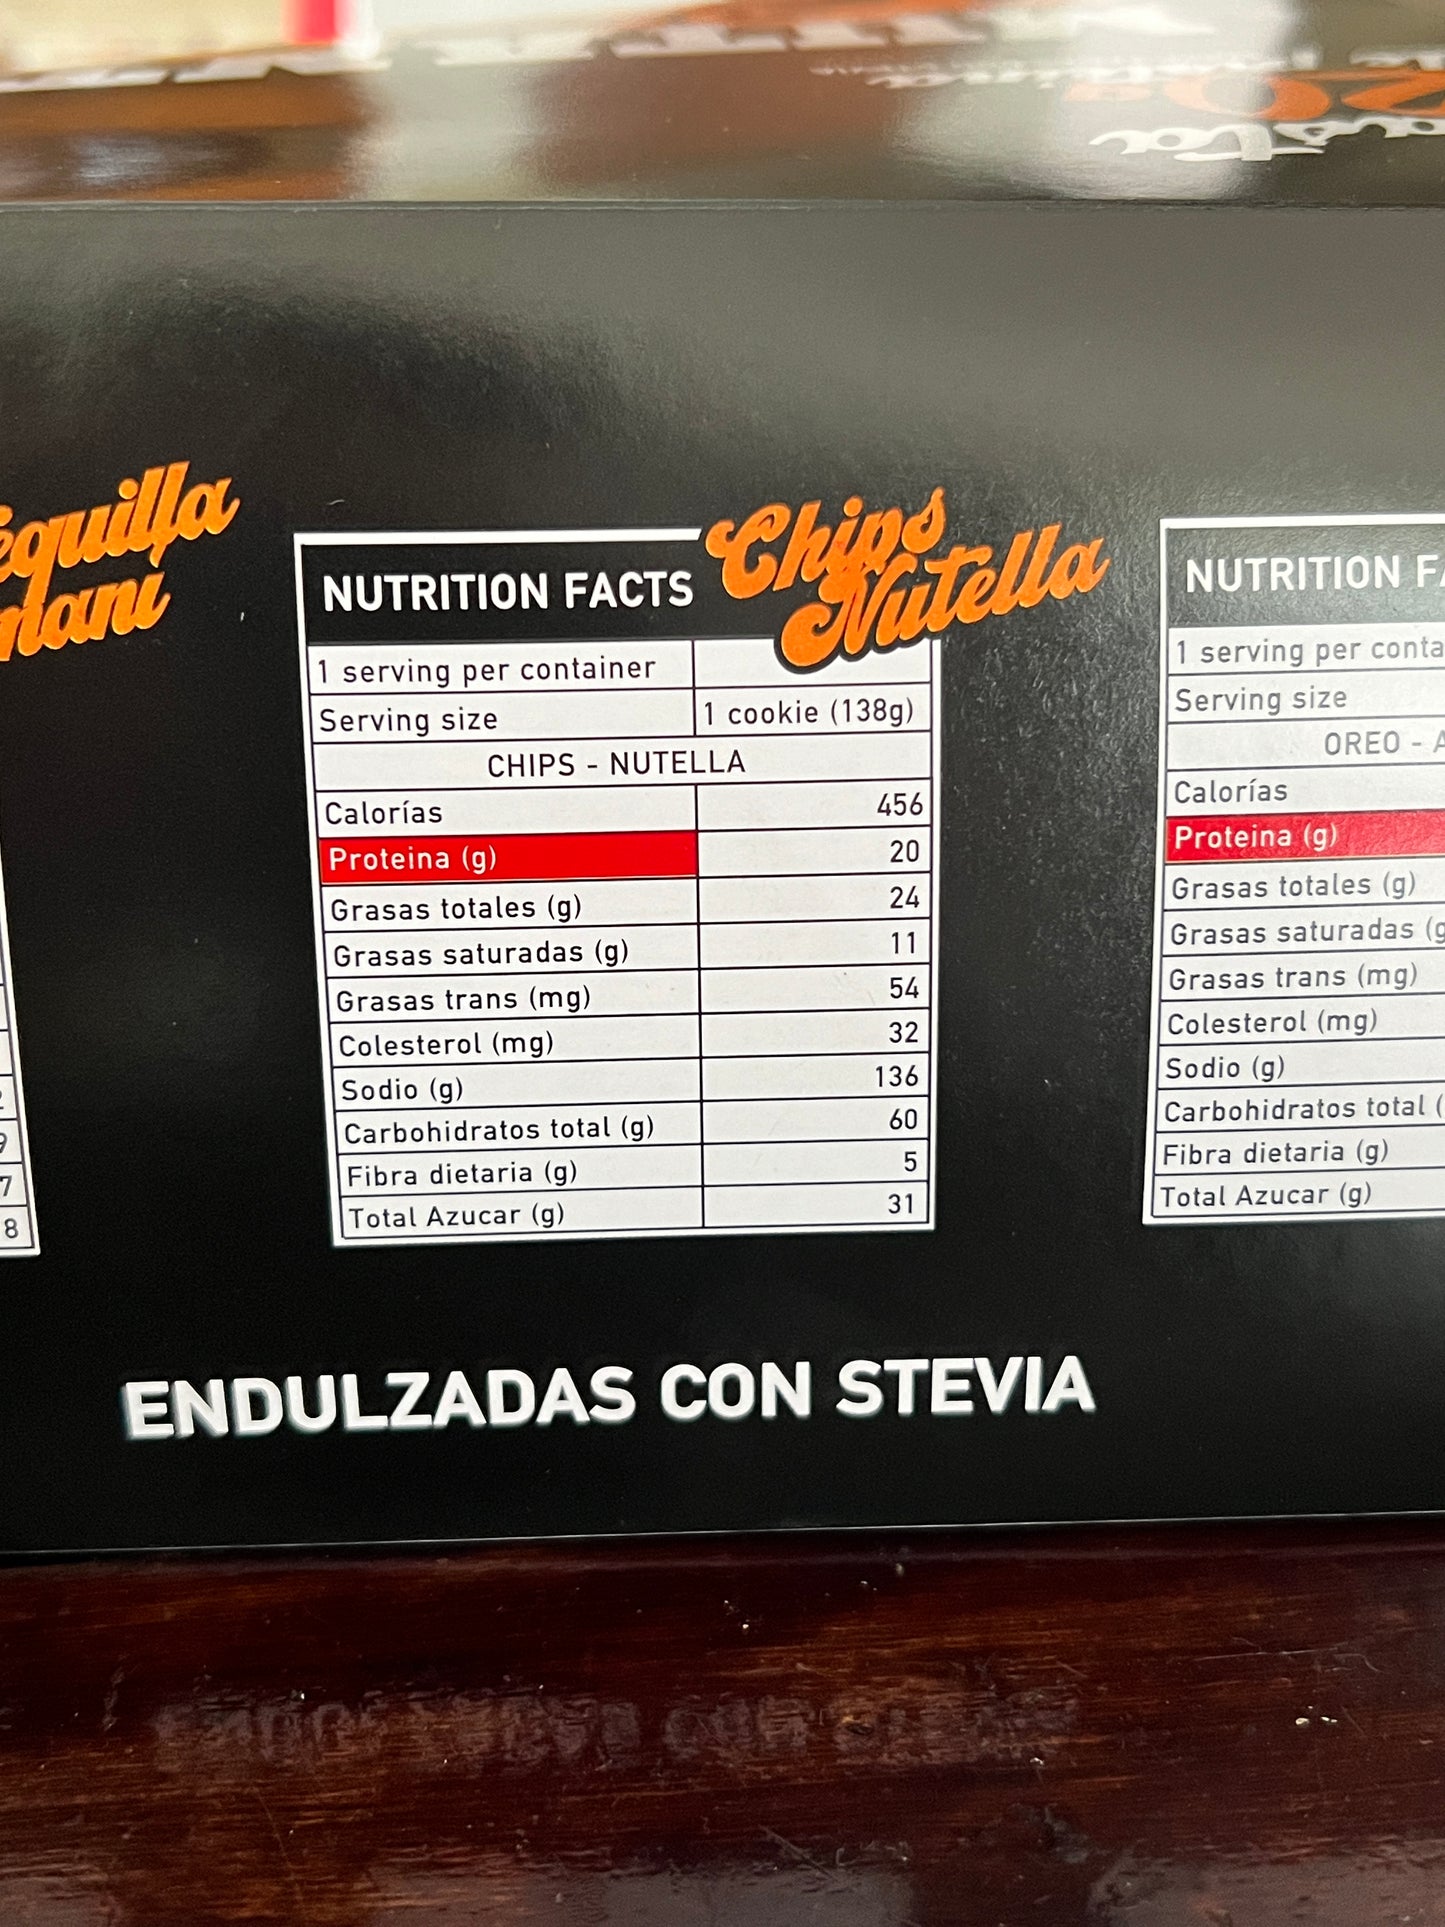 NUTRITION FACTS
Chips
Nutella
1 serving per container
Serving size 1 cookie (138g)
CHIPS - NUTELLA
Calorías 456
Proteina (g) 20
Grasas totales (g) 24
Grasas saturadas (g) 11
Grasas trans (mg) 54
Colesterol (mg) 32
Sodio (g) 136
Carbohidratos total (g) 60
Fibra dietaria (g) 5
Total Azucar (g) 31
NUTRITION
1 serving per
Serving size
OREO -
Calorías
Proteina (g)
Grasas totales (g)
Grasas saturadas
Grasas trans (mg)
Colesterol (mg)
Sodio (g)
Carbohidratos total
Fibra dietaria (g)
Total Azucar (g)
ENDULZADAS CON STEVIA